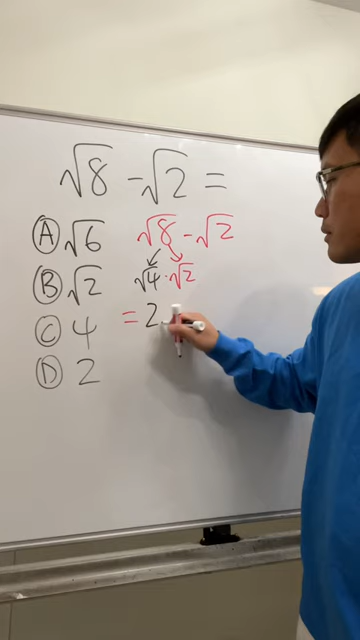 √8 - √2 =
Ⓐ √6
√8 - √2
Ⓑ √2
√4 · √2
Ⓒ 4
= 2
Ⓓ 2